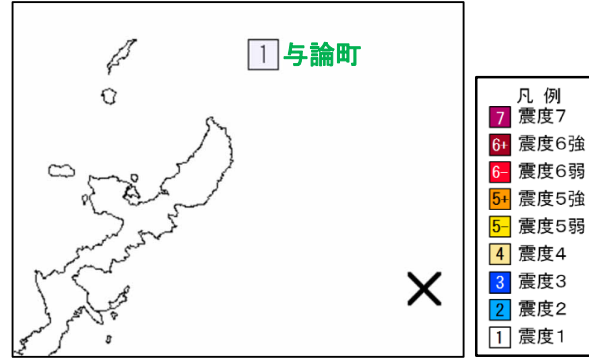 1 与論町
凡 例
7 震度7
6+ 震度6強
6- 震度6弱
5+ 震度5強
5- 震度5弱
4 震度4
3 震度3
2 震度2
1 震度1